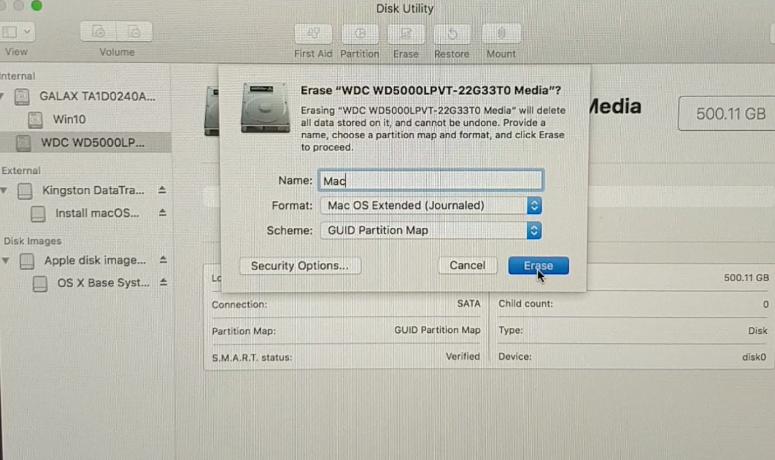 Disk Utility
View
Volume
First Aid
Partition
Erase
Restore
Mount
Internal
GALAX TA1D0240A...
Win10
WDC WD5000LP...
External
Kingston DataTra...
Install macOS...
Disk Images
Apple disk image...
OS X Base Syst...
Media
500.11 GB
Erase “WDC WD5000LPVT-22G33T0 Media”?
Erasing “WDC WD5000LPVT-22G33T0 Media” will delete
all data stored on it, and cannot be undone. Provide a
name, choose a partition map and format, and click Erase
to proceed.
Name: Mac
Format: Mac OS Extended (Journaled)
Scheme: GUID Partition Map
Security Options...
Cancel
Erase
500.11 GB
Connection: SATA
Child count: 0
Partition Map: GUID Partition Map
Type: Disk
S.M.A.R.T. status: Verified
Device: disk0